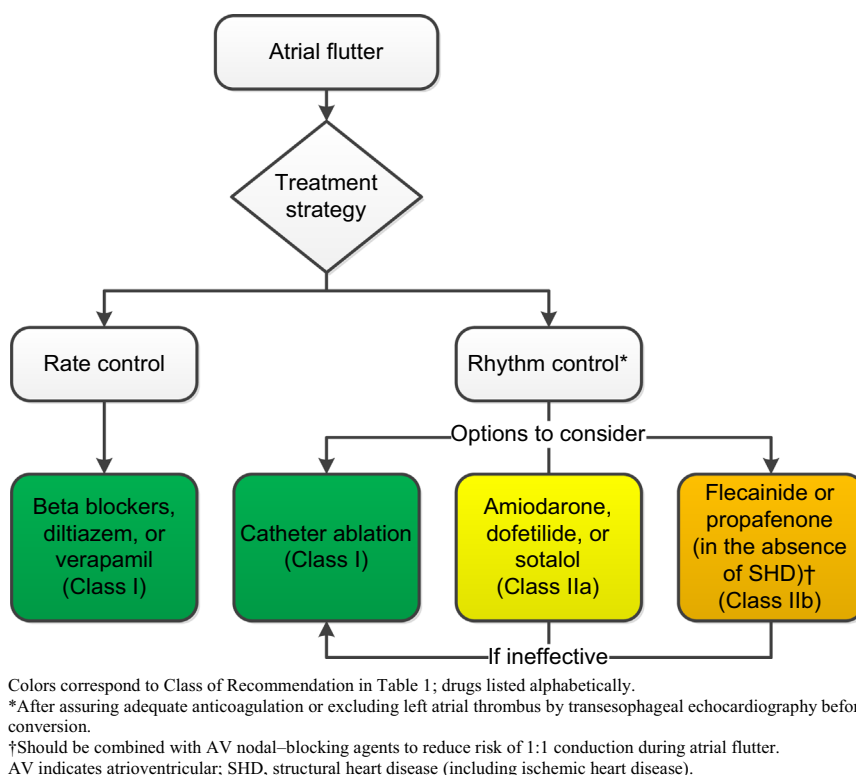 Atrial flutter
Treatment
strategy
Rate control
Rhythm control*
Options to consider
Beta blockers,
diltiazem, or
verapamil
(Class I)
Catheter ablation
(Class I)
Amiodarone,
dofetilide, or
sotalol
(Class IIa)
Flecainide or
propafenone
(in the absence
of SHD)†
(Class IIb)
If ineffective
Colors correspond to Class of Recommendation in Table 1; drugs listed alphabetically.
*After assuring adequate anticoagulation or excluding left atrial thrombus by transesophageal echocardiography befor
conversion.
†Should be combined with AV nodal–blocking agents to reduce risk of 1:1 conduction during atrial flutter.
AV indicates atrioventricular; SHD, structural heart disease (including ischemic heart disease).